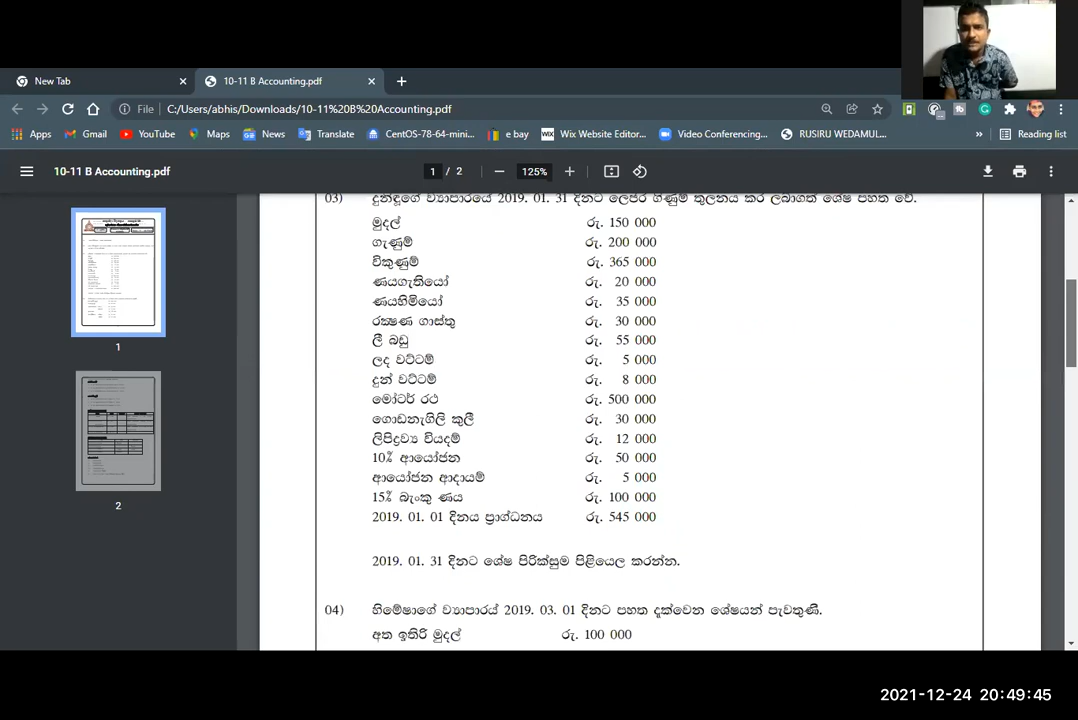 New Tab
10-11 B Accounting.pdf
File C:/Users/abhis/Downloads/10-11%20B%20Accounting.pdf
Apps Gmail YouTube Maps News Translate CentOS-78-64-mini... e bay WIX Wix Website Editor... Video Conferencing... RUSIRU WEDAMUL... » Reading list
10-11 B Accounting.pdf 1 / 2 125%
1
2
03) දුනිඳුගේ ව්‍යාපාරයේ 2019. 01. 31 දිනට ලෙජර ගිණුම් තුලනය කර ලබාගත් ශේෂ පහත වේ.
මුදල් රු. 150 000
ගැණුම් රු. 200 000
විකුණුම් රු. 365 000
ණයගැතියෝ රු. 20 000
ණයහිමියෝ රු. 35 000
රක්‍ෂණ ගාස්තු රු. 30 000
ලී බඩු රු. 55 000
ලද වට්ටම් රු. 5 000
දුන් වට්ටම් රු. 8 000
මෝටර් රථ රු. 500 000
ගොඩනැගිලි කුලී රු. 30 000
ලිපිද්‍රව්‍ය වියදම් රු. 12 000
10% ආයෝජන රු. 50 000
ආයෝජන ආදායම් රු. 5 000
15% බැංකු ණය රු. 100 000
2019. 01. 01 දිනය ප්‍රාග්ධනය රු. 545 000
2019. 01. 31 දිනට ශේෂ පිරික්සුම පිළියෙල කරන්න.
04) හිමේෂාගේ ව්‍යාපාරය් 2019. 03. 01 දිනට පහත දැක්වෙන ශේෂයන් පැවතුණි.
අත ඉතිරි මුදල් රු. 100 000
2021-12-24 20:49:45